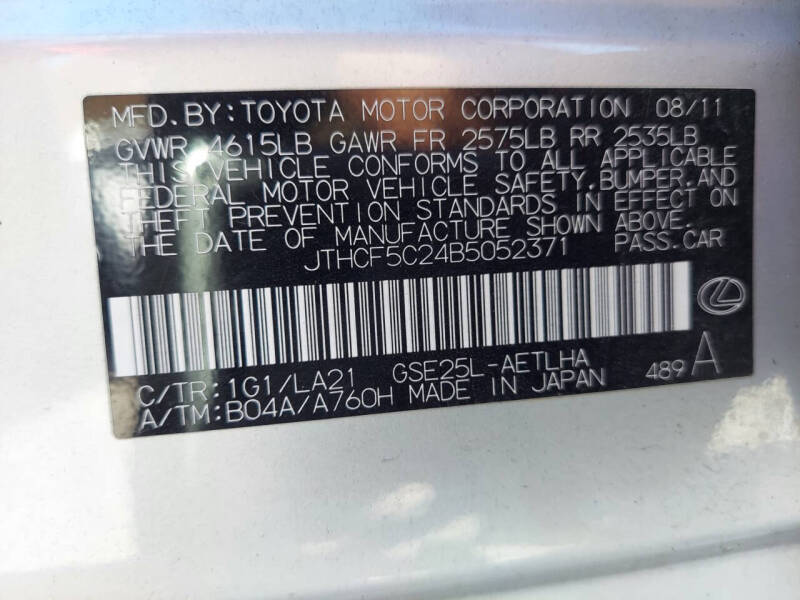 MFD. BY: TOYOTA MOTOR CORPORATION 08/11
GVWR 4615LB GAWR FR 2575LB RR 2535LB
THIS VEHICLE CONFORMS TO ALL APPLICABLE
FEDERAL MOTOR VEHICLE SAFETY, BUMPER, AND
THEFT PREVENTION STANDARDS IN EFFECT ON
THE DATE OF MANUFACTURE SHOWN ABOVE.
JTHCF5C24B5052371 PASS. CAR
C/TR: 1G1/LA21 GSE25L-AETLHA 489 A
A/TM: B04A/A760H MADE IN JAPAN